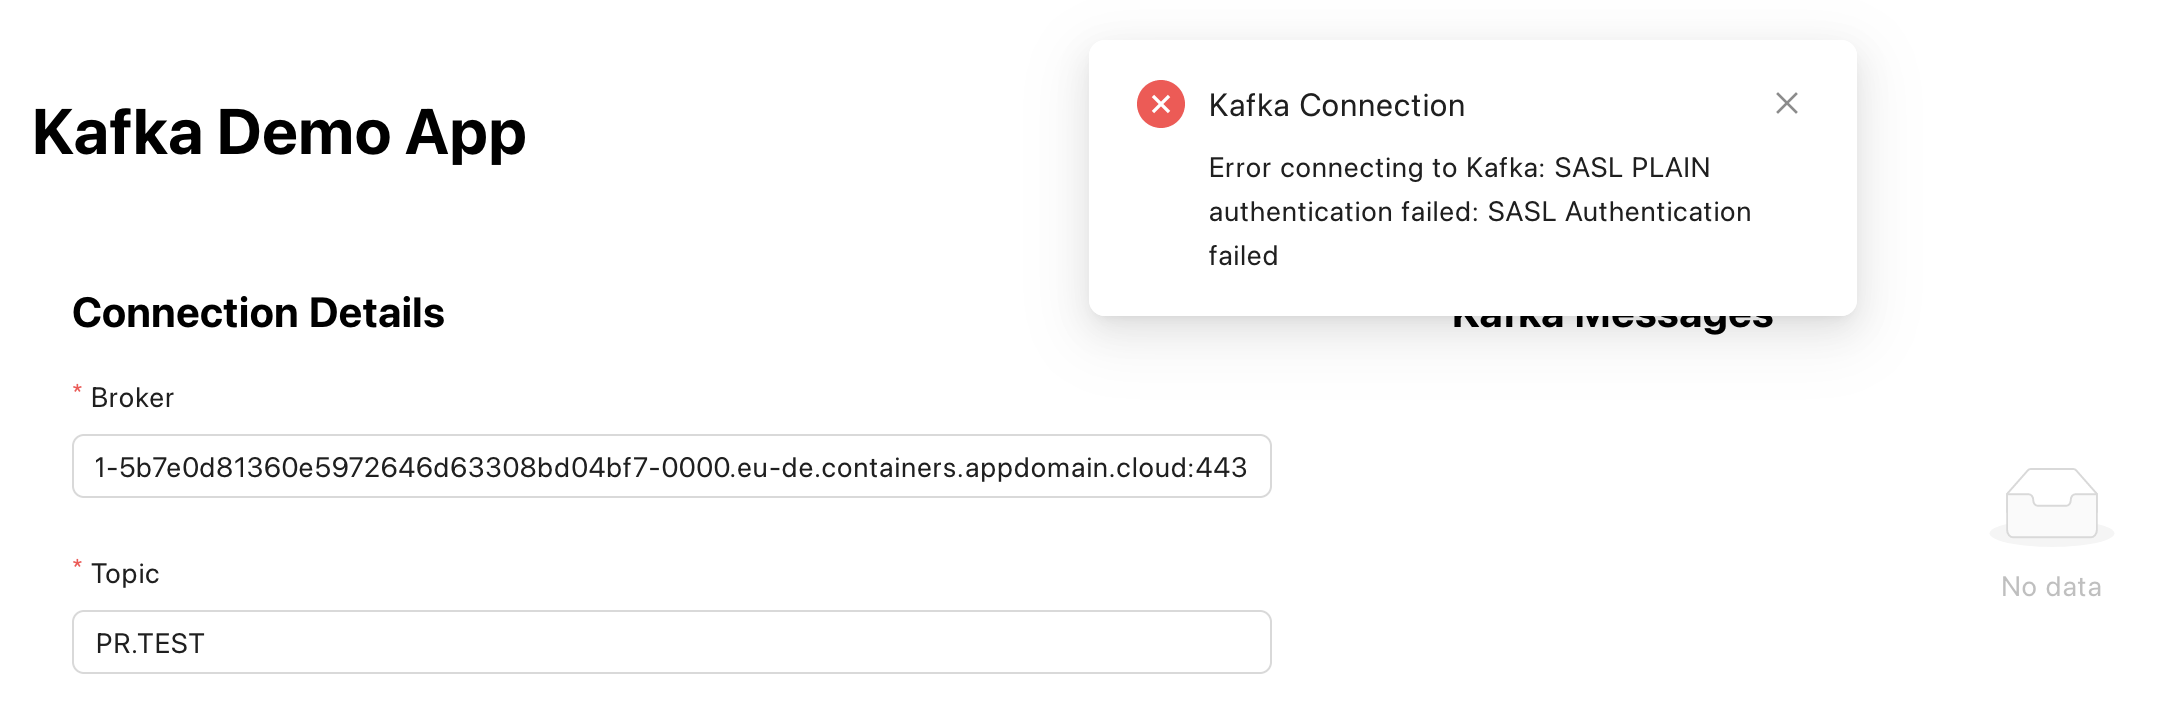 Kafka Demo App
Kafka Connection
Error connecting to Kafka: SASL PLAIN
authentication failed: SASL Authentication
failed
Connection Details
Kafka Messages
* Broker
1-5b7e0d81360e5972646d63308bd04bf7-0000.eu-de.containers.appdomain.cloud:443
* Topic
PR.TEST
No data